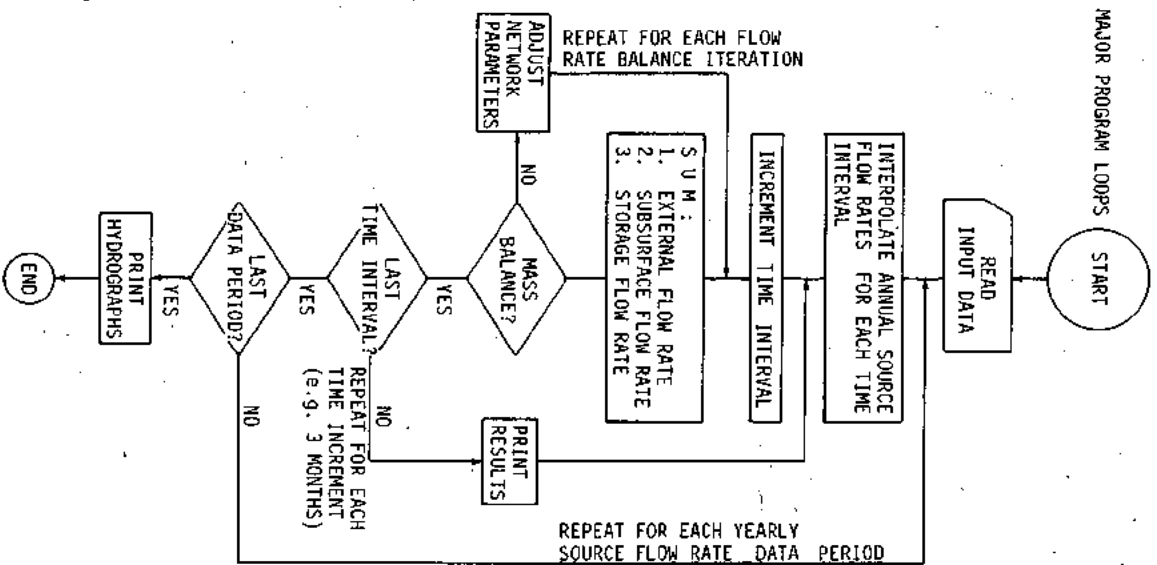 MAJOR PROGRAM LOOPS
START
READ
INPUT DATA
INTERPOLATE ANNUAL SOURCE
FLOW RATES FOR EACH TIME
INTERVAL
INCREMENT TIME INTERVAL
SUM:
1. EXTERNAL FLOW RATE
2. SUBSURFACE FLOW RATE
3. STORAGE FLOW RATE
MASS
BALANCE?
NO
ADJUST
NETWORK
PARAMETERS
REPEAT FOR EACH FLOW
RATE BALANCE ITERATION
YES
LAST
TIME INTERVAL?
NO
REPEAT FOR EACH
TIME INCREMENT
(e.g. 3 MONTHS)
PRINT
RESULTS
YES
LAST
DATA PERIOD?
NO
REPEAT FOR EACH YEARLY
SOURCE FLOW RATE DATA PERIOD
YES
PRINT
HYDROGRAPHS
END